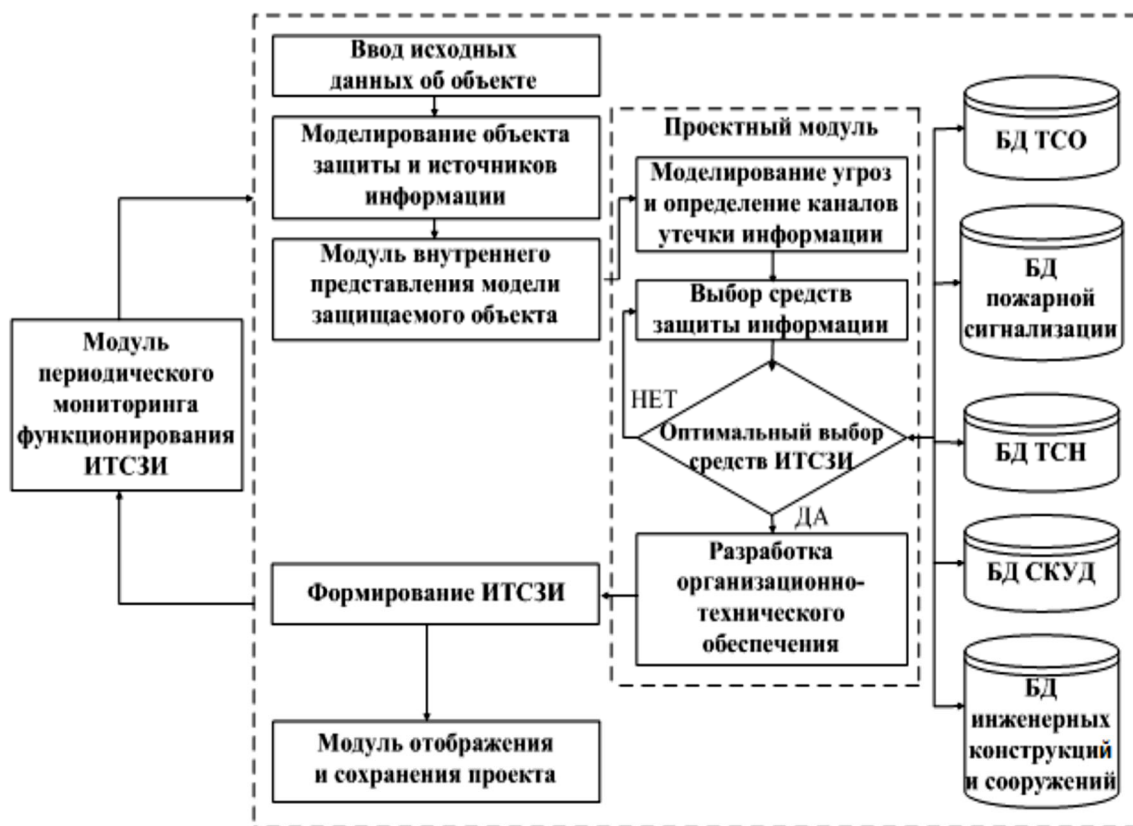 Ввод исходных
данных об объекте
Моделирование объекта
защиты и источников
информации
Модуль внутреннего
представления модели
защищаемого объекта
Модуль
периодического
мониторинга
функционирования
ИТСЗИ
Проектный модуль
Моделирование угроз
и определение каналов
утечки информации
Выбор средств
защиты информации
НЕТ
Оптимальный выбор
средств ИТСЗИ
ДА
Разработка
организационно-
технического
обеспечения
Формирование ИТСЗИ
Модуль отображения
и сохранения проекта
БД ТСО
БД
пожарной
сигнализации
БД ТСН
БД СКУД
БД
инженерных
конструкций
и сооружений